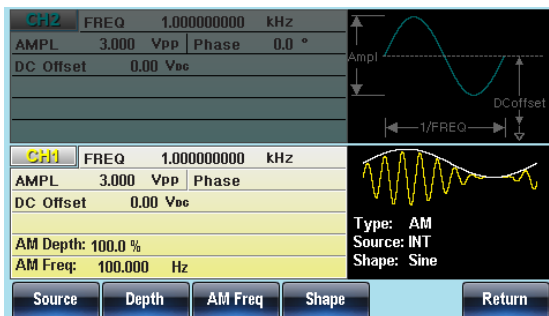 CH2 FREQ 1.000000000 kHz
AMPL 3.000 Vpp Phase 0.0 °
DC Offset 0.00 VDC
Ampl
DCoffset
1/FREQ
CH1 FREQ 1.000000000 kHz
AMPL 3.000 Vpp Phase
DC Offset 0.00 VDC
AM Depth: 100.0 %
AM Freq: 100.000 Hz
Type: AM
Source: INT
Shape: Sine
Source Depth AM Freq Shape Return